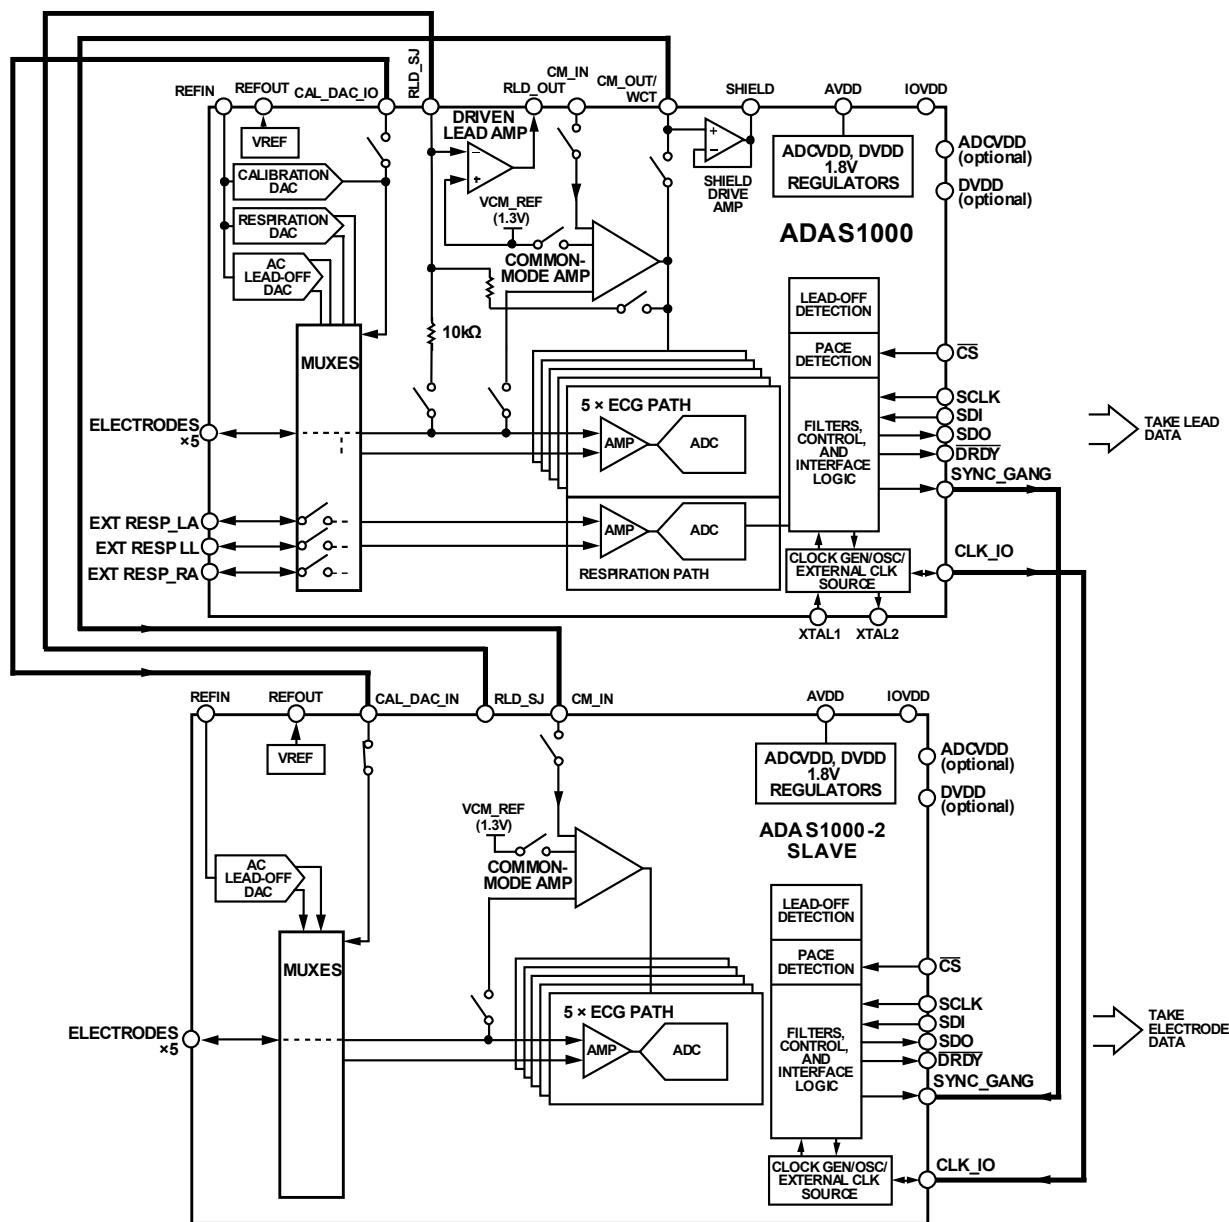 REFIN
REFOUT
CAL_DAC_IO
RLD_SJ
RLD_OUT
CM_IN
CM_OUT/
WCT
SHIELD
AVDD
IOVDD
VREF
DRIVEN
LEAD AMP
CALIBRATION
DAC
RESPIRATION
DAC
AC
LEAD-OFF
DAC
VCM_REF
(1.3V)
COMMON-
MODE AMP
SHIELD
DRIVE
AMP
ADCVDD, DVDD
1.8V
REGULATORS
ADCVDD
(optional)
DVDD
(optional)
ADAS1000
10kΩ
MUXES
LEAD-OFF
DETECTION
PACE
DETECTION
FILTERS,
CONTROL,
AND
INTERFACE
LOGIC
5 × ECG PATH
AMP
ADC
AMP
ADC
RESPIRATION PATH
ELECTRODES
×5
EXT RESP_LA
EXT RESP LL
EXT RESP_RA
CS
SCLK
SDI
SDO
DRDY
SYNC_GANG
CLK_IO
CLOCK GEN/OSC/
EXTERNAL CLK
SOURCE
XTAL1
XTAL2
TAKE LEAD
DATA
REFIN
REFOUT
CAL_DAC_IN
RLD_SJ
CM_IN
AVDD
IOVDD
VREF
ADCVDD, DVDD
1.8V
REGULATORS
ADCVDD
(optional)
DVDD
(optional)
VCM_REF
(1.3V)
COMMON-
MODE AMP
ADAS1000-2
SLAVE
AC
LEAD-OFF
DAC
MUXES
LEAD-OFF
DETECTION
PACE
DETECTION
FILTERS,
CONTROL,
AND
INTERFACE
LOGIC
5 × ECG PATH
AMP
ADC
ELECTRODES
×5
CS
SCLK
SDI
SDO
DRDY
SYNC_GANG
CLK_IO
CLOCK GEN/OSC/
EXTERNAL CLK
SOURCE
TAKE
ELECTRODE
DATA